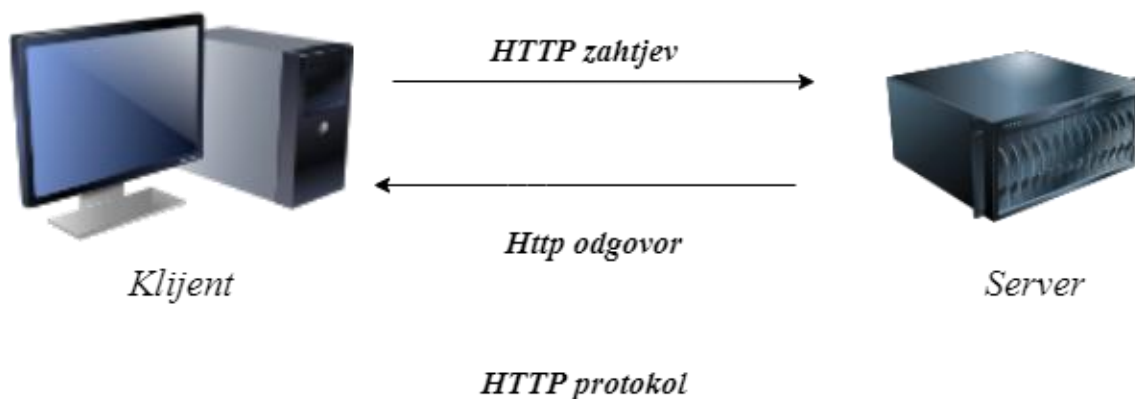 HTTP zahtjev
Http odgovor
Klijent
Server
HTTP protokol